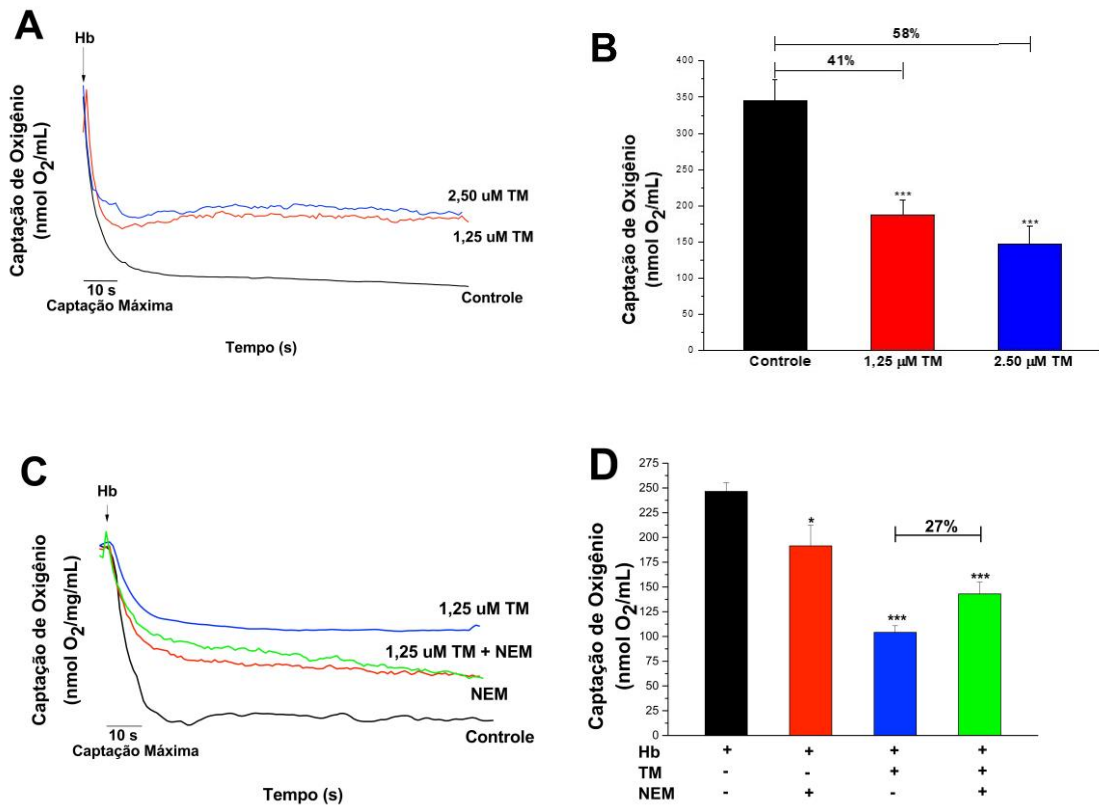 A
Hb
Captação de Oxigênio
(nmol O2/mL)
2,50 uM TM
1,25 uM TM
Controle
10 s
Captação Máxima
Tempo (s)
B
58%
41%
Captação de Oxigênio
(nmol O2/mL)
400
350
300
250
200
150
100
50
0
***
***
Controle
1,25 µM TM
2.50 µM TM
C
Hb
Captação de Oxigênio
(nmol O2/mg/mL)
1,25 uM TM
1,25 uM TM + NEM
NEM
Controle
10 s
Captação Máxima
Tempo (s)
D
Captação de Oxigênio
(nmol O2/mL)
275
250
225
200
175
150
125
100
75
50
25
0
*
***
27%
***
Hb + + + +
TM - - + +
NEM - + - +